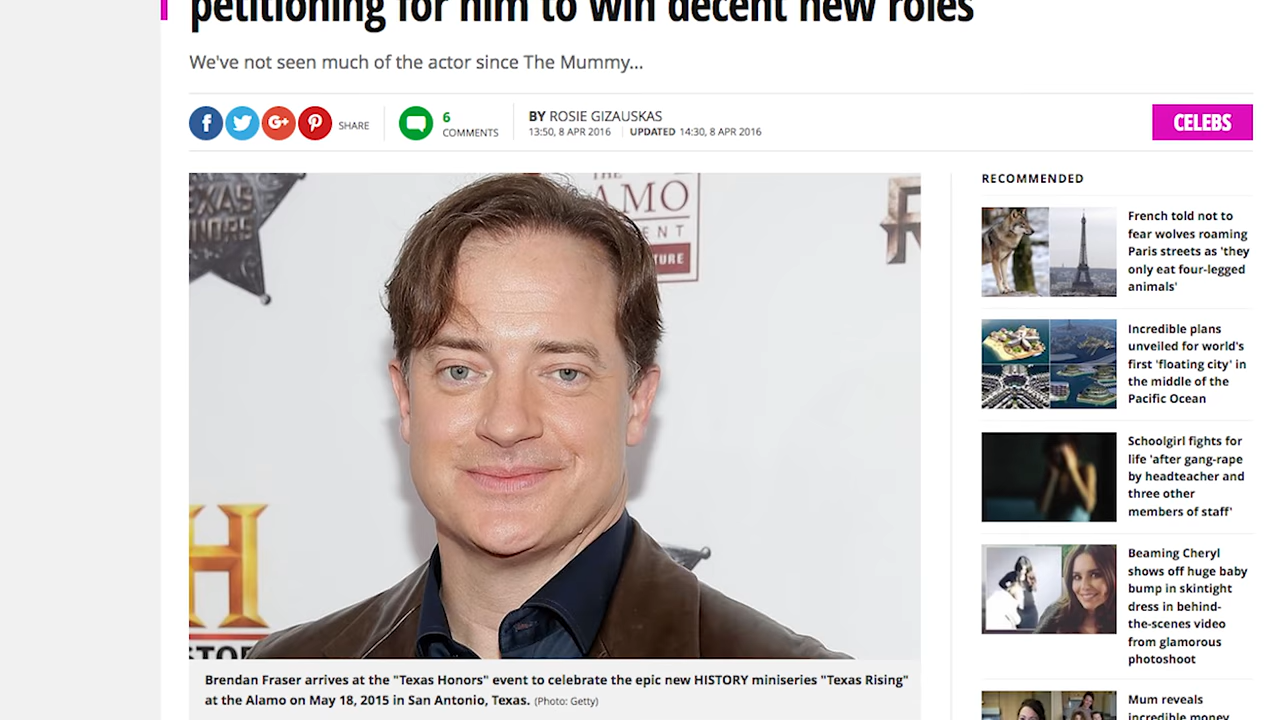 petitioning for him to win decent new roles
We've not seen much of the actor since The Mummy...
SHARE
6
COMMENTS
BY ROSIE GIZAUSKAS
13:50, 8 APR 2016 UPDATED 14:30, 8 APR 2016
CELEBS
EXAS
NORS
THE
AMO
ENT
TURE
H
STOR
Brendan Fraser arrives at the "Texas Honors" event to celebrate the epic new HISTORY miniseries "Texas Rising"
at the Alamo on May 18, 2015 in San Antonio, Texas. (Photo: Getty)
RECOMMENDED
French told not to
fear wolves roaming
Paris streets as 'they
only eat four-legged
animals'
Incredible plans
unveiled for world's
first 'floating city' in
the middle of the
Pacific Ocean
Schoolgirl fights for
life 'after gang-rape
by headteacher and
three other
members of staff'
Beaming Cheryl
shows off huge baby
bump in skintight
dress in behind-
the-scenes video
from glamorous
photoshoot
Mum reveals
incredible money